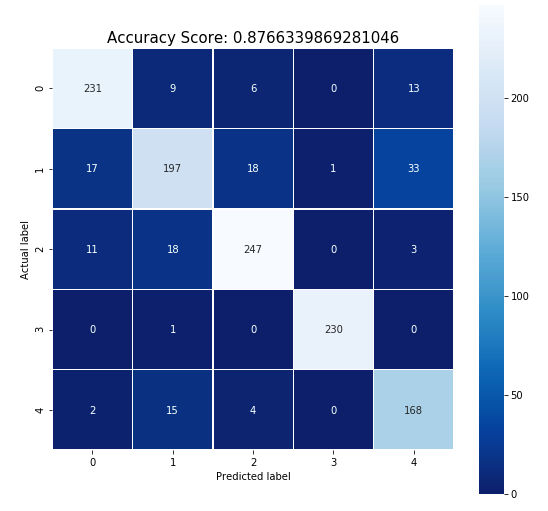 Accuracy Score: 0.8766339869281046
0 231 9 6 0 13
1 17 197 18 1 33
2 11 18 247 0 3
3 0 1 0 230 0
4 2 15 4 0 168
0 1 2 3 4
Predicted label
Actual label
200
150
100
50
0